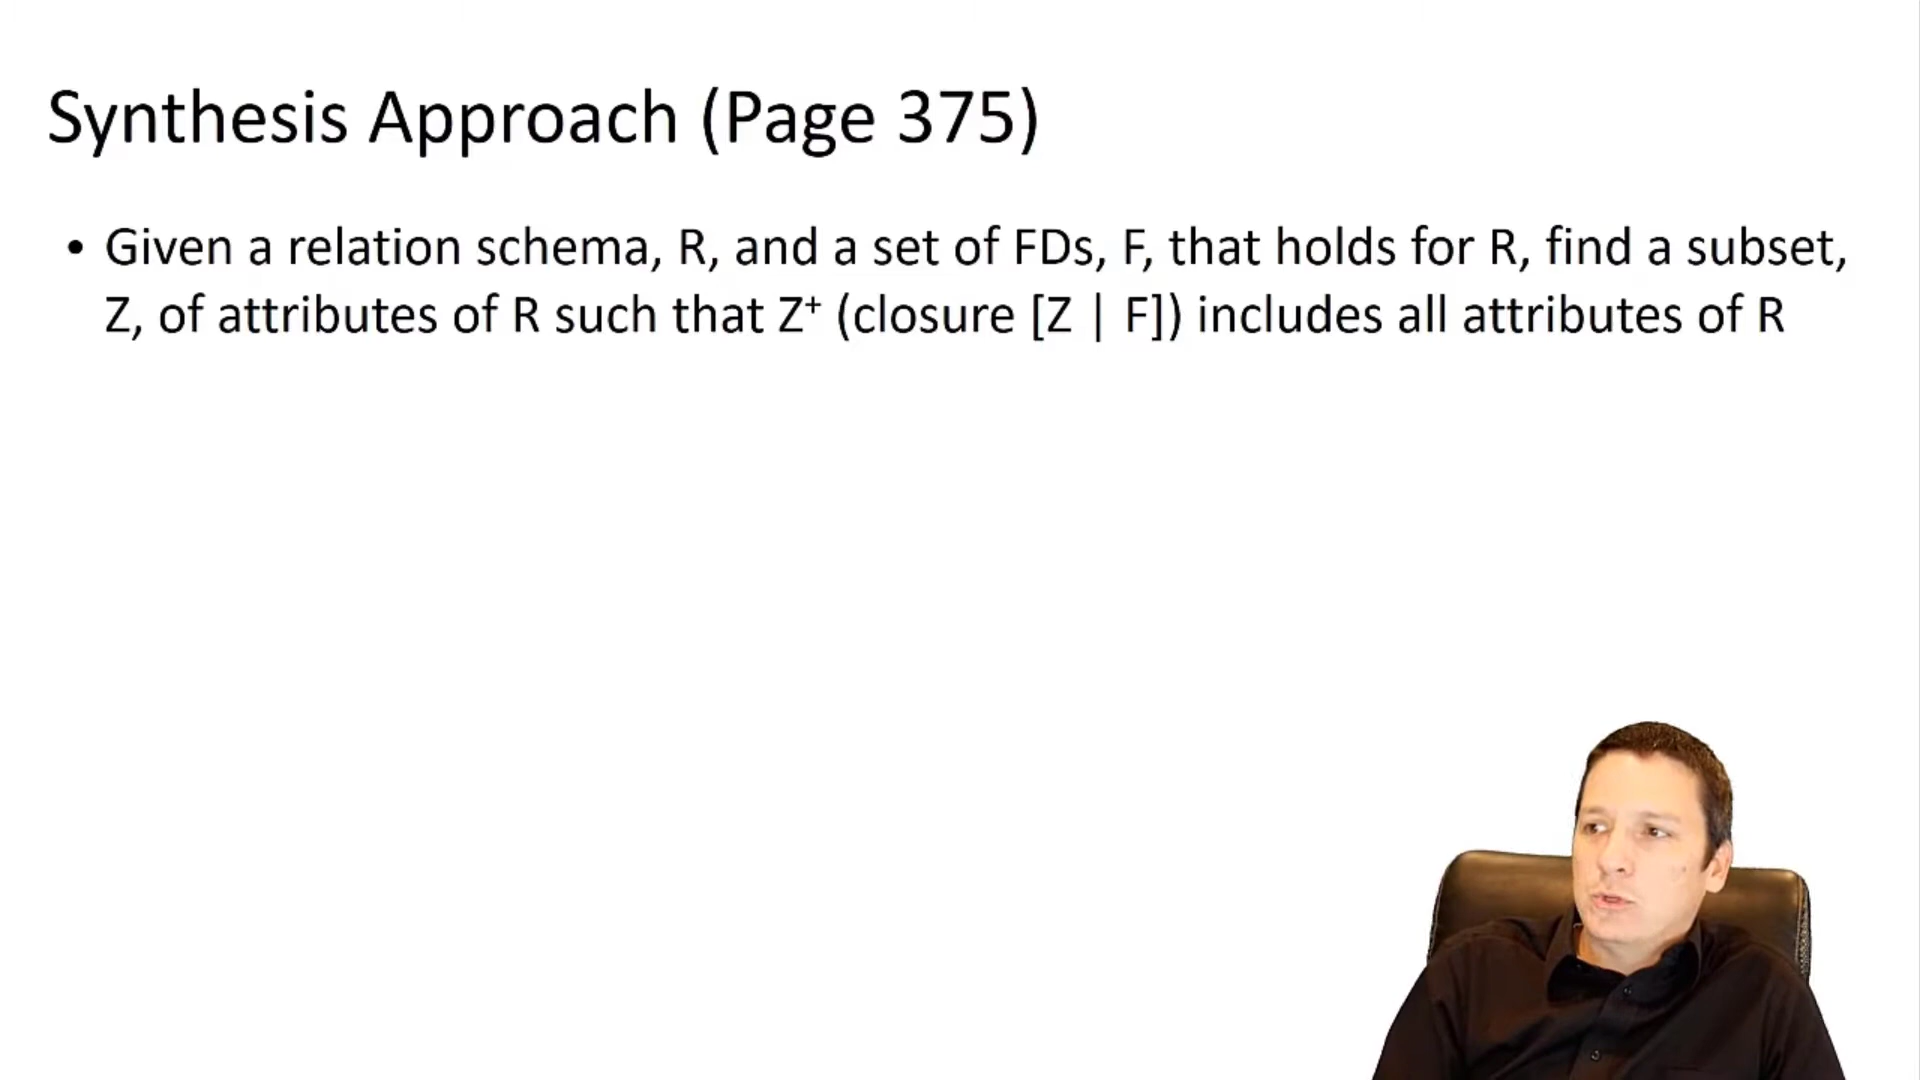 Synthesis Approach (Page 375)
• Given a relation schema, R, and a set of FDs, F, that holds for R, find a subset,
Z, of attributes of R such that Z⁺ (closure [Z | F]) includes all attributes of R